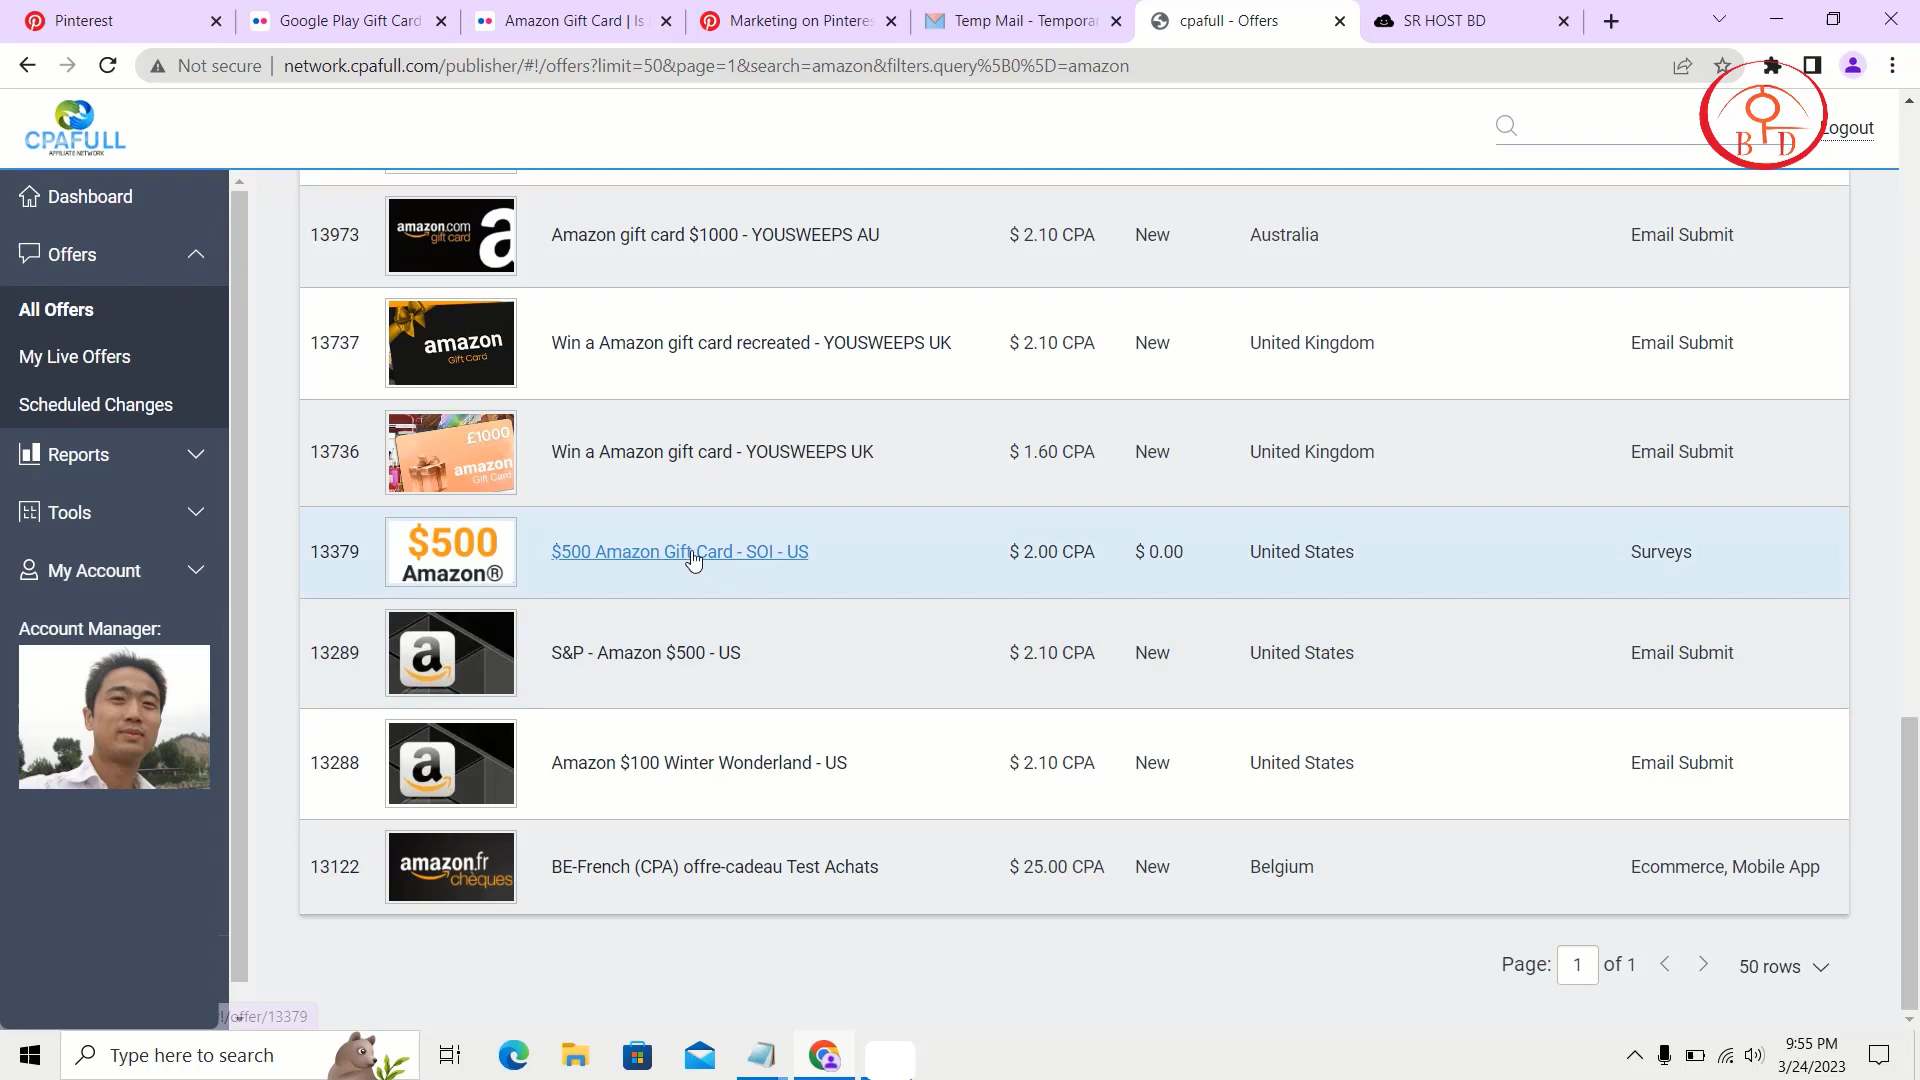 Pinterest
Google Play Gift Card
Amazon Gift Card | Is
Marketing on Pinteres
Temp Mail - Temporar
cpafull - Offers
SR HOST BD
Not secure
network.cpafull.com/publisher/#!/offers?limit=50&page=1&search=amazon&filters.query%5B0%5D=amazon
CPAFULL
AFFILIATE NETWORK
B D
Logout
Dashboard
Offers
All Offers
My Live Offers
Scheduled Changes
Reports
Tools
My Account
Account Manager:
13973 amazon.com gift card a Amazon gift card $1000 - YOUSWEEPS AU $ 2.10 CPA New Australia Email Submit
13737 amazon Gift Card Win a Amazon gift card recreated - YOUSWEEPS UK $ 2.10 CPA New United Kingdom Email Submit
13736 £1000 amazon Gift Card Win a Amazon gift card - YOUSWEEPS UK $ 1.60 CPA New United Kingdom Email Submit
13379 $500 Amazon® $500 Amazon Gift Card - SOI - US $ 2.00 CPA $ 0.00 United States Surveys
13289 a S&P - Amazon $500 - US $ 2.10 CPA New United States Email Submit
13288 a Amazon $100 Winter Wonderland - US $ 2.10 CPA New United States Email Submit
13122 amazon.fr chèques BE-French (CPA) offre-cadeau Test Achats $ 25.00 CPA New Belgium Ecommerce, Mobile App
Page: 1 of 1 50 rows
!/offer/13379
Type here to search
9:55 PM
3/24/2023